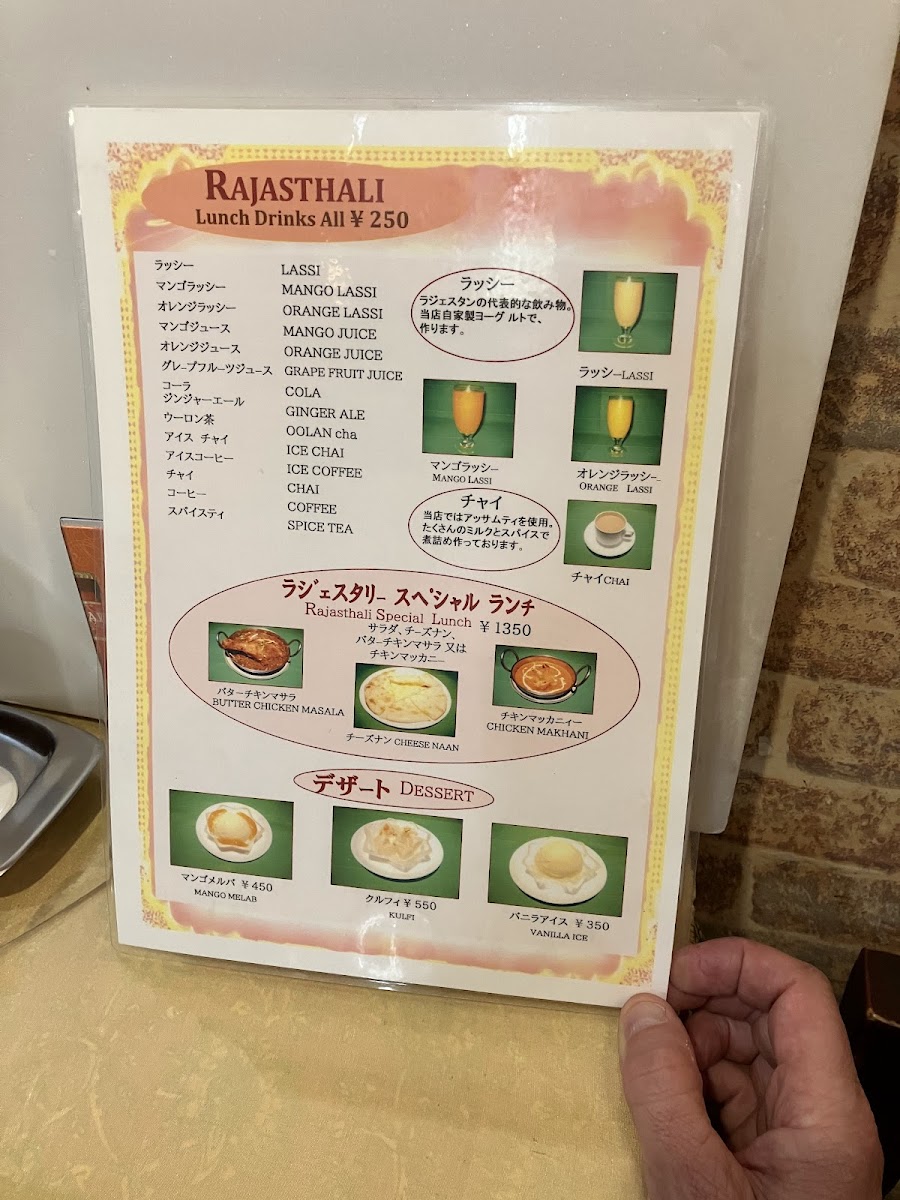 RAJASTHALI
Lunch Drinks All ¥ 250
ラッシー LASSI
マンゴラッシー MANGO LASSI
オレンジラッシー ORANGE LASSI
マンゴジュース MANGO JUICE
オレンジジュース ORANGE JUICE
グレープフルーツジュース GRAPE FRUIT JUICE
コーラ COLA
ジンジャーエール GINGER ALE
ウーロン茶 OOLAN cha
アイス チャイ ICE CHAI
アイスコーヒー ICE COFFEE
チャイ CHAI
コーヒー COFFEE
スパイスティ SPICE TEA
ラッシー
ラジェスタンの代表的な飲み物。
当店自家製ヨーグルトで、
作ります。
ラッシーLASSI
マンゴラッシー
MANGO LASSI
オレンジラッシー
ORANGE LASSI
チャイ
当店ではアッサムティを使用。
たくさんのミルクとスパイスで
煮詰め作っております。
チャイCHAI
ラジェスタリー スペシャル ランチ
Rajasthali Special Lunch ¥ 1350
サラダ、チーズナン、
バターチキンマサラ 又は
チキンマッカニー
バターチキンマサラ
BUTTER CHICKEN MASALA
チーズナン CHEESE NAAN
チキンマッカニィー
CHICKEN MAKHANI
デザート DESSERT
マンゴメルバ ¥ 450
MANGO MELAB
クルフィ ¥ 550
KULFI
バニラアイス ¥ 350
VANILLA ICE